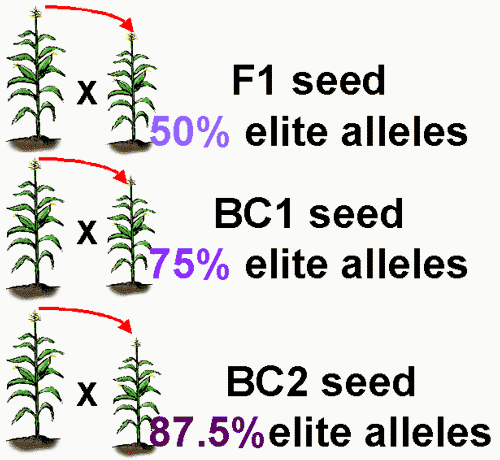 X
F1 seed
50% elite alleles
X
BC1 seed
75% elite alleles
X
BC2 seed
87.5% elite alleles